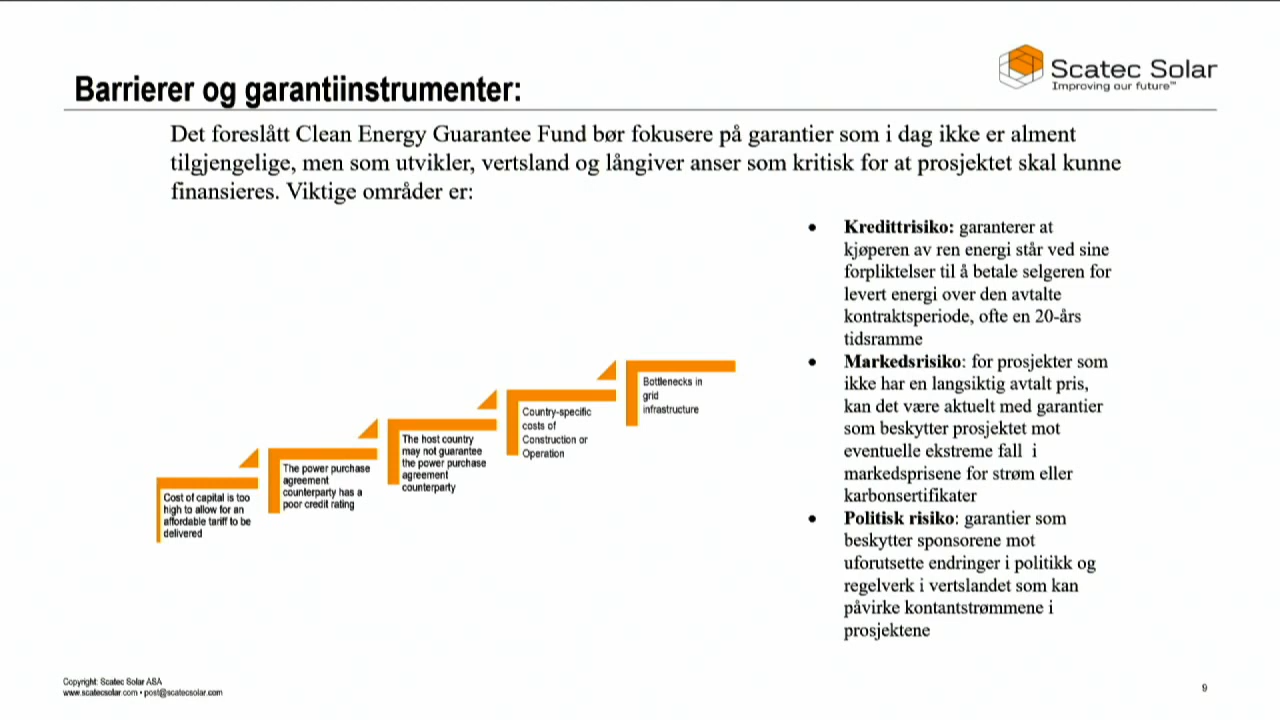 Barrierer og garantiinstrumenter:
Scatec Solar
Improving our future™
Det foreslått Clean Energy Guarantee Fund bør fokusere på garantier som i dag ikke er alment
tilgjengelige, men som utvikler, vertsland og långiver anser som kritisk for at prosjektet skal kunne
finansieres. Viktige områder er:
Cost of capital is too
high to allow for an
affordable tariff to be
delivered
The power purchase
agreement
counterparty has a
poor credit rating
The host country
may not guarantee
the power purchase
agreement
counterparty
Country-specific
costs of
Construction or
Operation
Bottlenecks in
grid
infrastructure
• Kredittrisiko: garanterer at
kjøperen av ren energi står ved sine
forpliktelser til å betale selgeren for
levert energi over den avtalte
kontraktsperiode, ofte en 20-års
tidsramme
• Markedsrisiko: for prosjekter som
ikke har en langsiktig avtalt pris,
kan det være aktuelt med garantier
som beskytter prosjektet mot
eventuelle ekstreme fall i
markedsprisene for strøm eller
karbonsertifikater
• Politisk risiko: garantier som
beskytter sponsorene mot
uforutsette endringer i politikk og
regelverk i vertslandet som kan
påvirke kontantstrømmene i
prosjektene
Copyright: Scatec Solar ASA
www.scatecsolar.com • post@scatecsolar.com
9